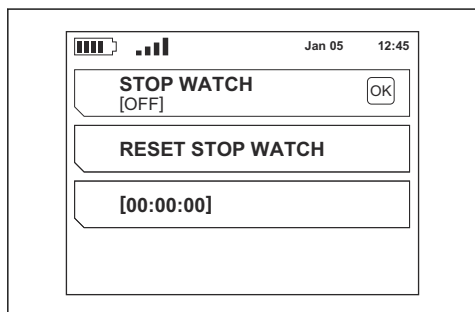 Jan 05 12:45
STOP WATCH
[OFF]
OK
RESET STOP WATCH
[00:00:00]